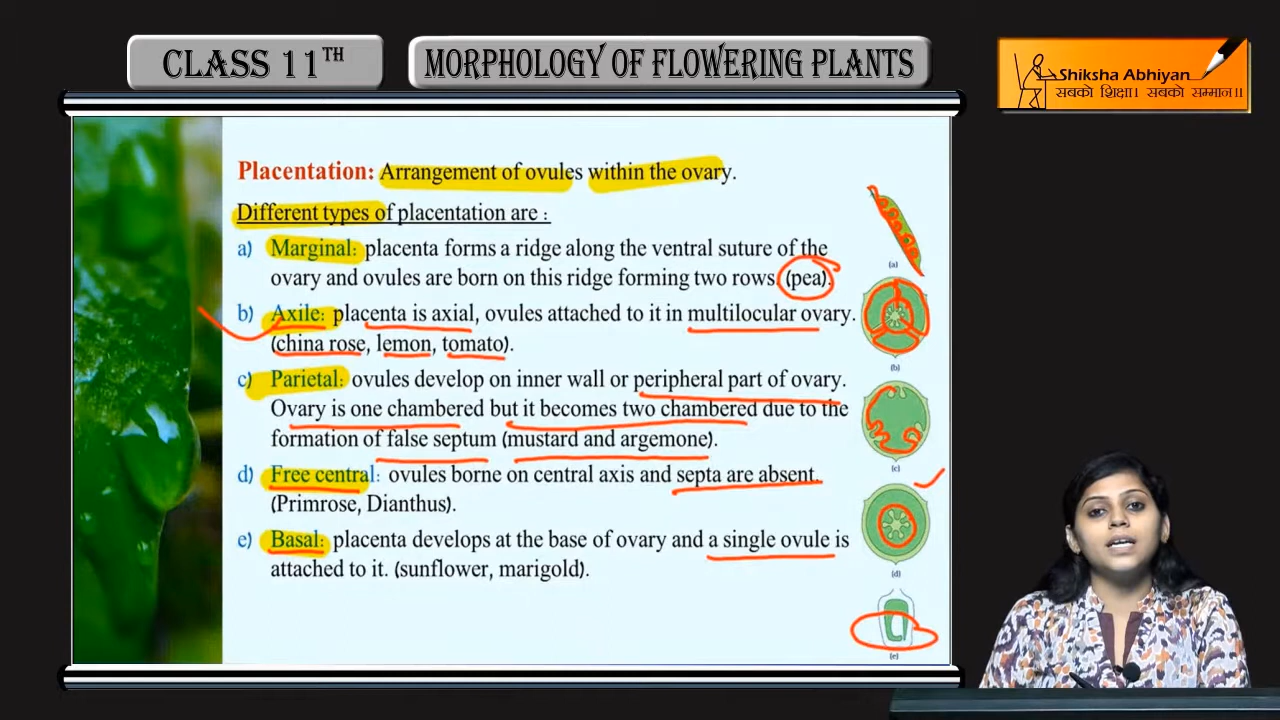 CLASS 11TH
MORPHOLOGY OF FLOWERING PLANTS
Shiksha Abhiyan
सबको शिक्षा। सबको सम्मान॥
Placentation: Arrangement of ovules within the ovary.
Different types of placentation are :
a) Marginal: placenta forms a ridge along the ventral suture of the
ovary and ovules are born on this ridge forming two rows. (pea).
b) Axile: placenta is axial, ovules attached to it in multilocular ovary.
(china rose, lemon, tomato).
c) Parietal: ovules develop on inner wall or peripheral part of ovary.
Ovary is one chambered but it becomes two chambered due to the
formation of false septum (mustard and argemone).
d) Free central: ovules borne on central axis and septa are absent.
(Primrose, Dianthus).
e) Basal: placenta develops at the base of ovary and a single ovule is
attached to it. (sunflower, marigold).
(a)
(b)
(c)
(d)
(e)